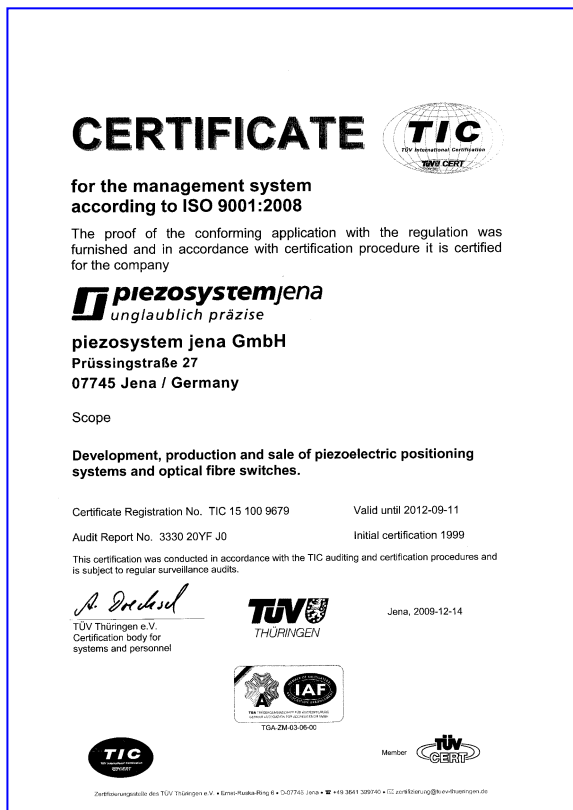 CERTIFICATE
TIC
TÜV International Certification
TÜV CERT
for the management system
according to ISO 9001:2008
The proof of the conforming application with the regulation was
furnished and in accordance with certification procedure it is certified
for the company
piezosystemjena
unglaublich präzise
piezosystem jena GmbH
Prüssingstraße 27
07745 Jena / Germany
Scope
Development, production and sale of piezoelectric positioning
systems and optical fibre switches.
Certificate Registration No. TIC 15 100 9679
Valid until 2012-09-11
Audit Report No. 3330 20YF J0
Initial certification 1999
This certification was conducted in accordance with the TIC auditing and certification procedures and
is subject to regular surveillance audits.
A. Drechsel
TÜV Thüringen e.V.
Certification body for
systems and personnel
TÜV
THÜRINGEN
Jena, 2009-12-14
A
IAF
TGA-ZM-03-06-00
TIC
Member
TÜV
CERT
Zertifizierungsstelle des TÜV Thüringen e.V. • Ernst-Ruska-Ring 6 • D-07745 Jena • ☎ +49 3641 399740 • ✉ zertifizierung@tuev-thueringen.de